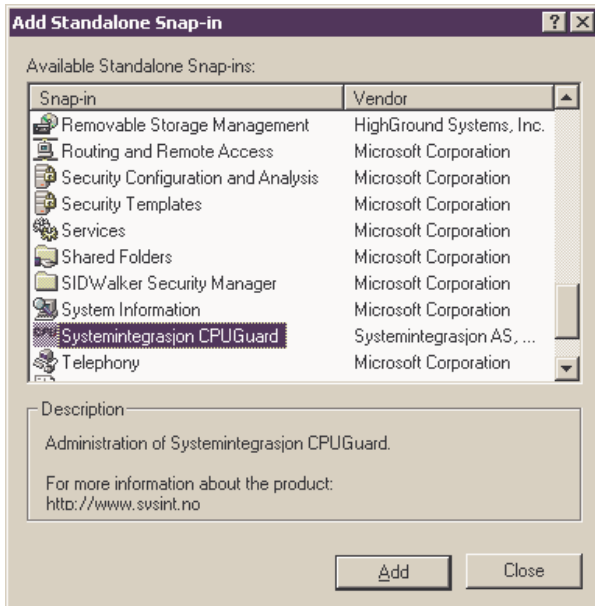 Add Standalone Snap-in
Available Standalone Snap-ins:
Snap-in Vendor
Removable Storage Management HighGround Systems, Inc.
Routing and Remote Access Microsoft Corporation
Security Configuration and Analysis Microsoft Corporation
Security Templates Microsoft Corporation
Services Microsoft Corporation
Shared Folders Microsoft Corporation
SIDWalker Security Manager Microsoft Corporation
System Information Microsoft Corporation
CPU Systemintegrasjon CPUGuard Systemintegrasjon AS, ...
Telephony Microsoft Corporation
Description
Administration of Systemintegrasjon CPUGuard.
For more information about the product:
http://www.sysint.no
Add Close